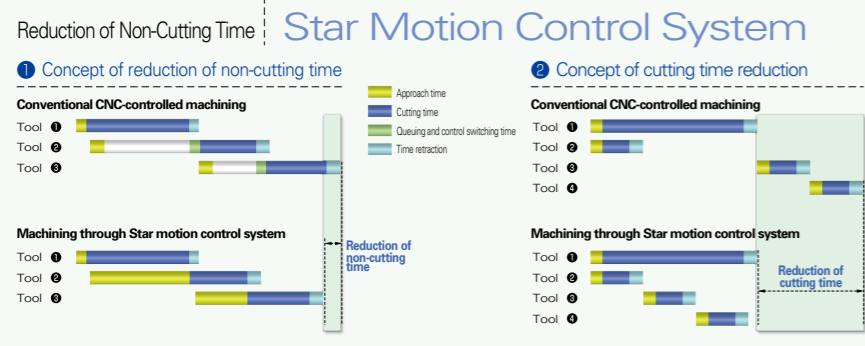 Reduction of Non-Cutting Time Star Motion Control System
❶ Concept of reduction of non-cutting time
Conventional CNC-controlled machining
Tool ❶
Tool ❷
Tool ❸
Machining through Star motion control system
Tool ❶
Tool ❷
Tool ❸
Reduction of
non-cutting
time
Approach time
Cutting time
Queuing and control switching time
Time retraction
❷ Concept of cutting time reduction
Conventional CNC-controlled machining
Tool ❶
Tool ❷
Tool ❸
Tool ❹
Machining through Star motion control system
Tool ❶
Tool ❷
Tool ❸
Tool ❹
Reduction of
cutting time